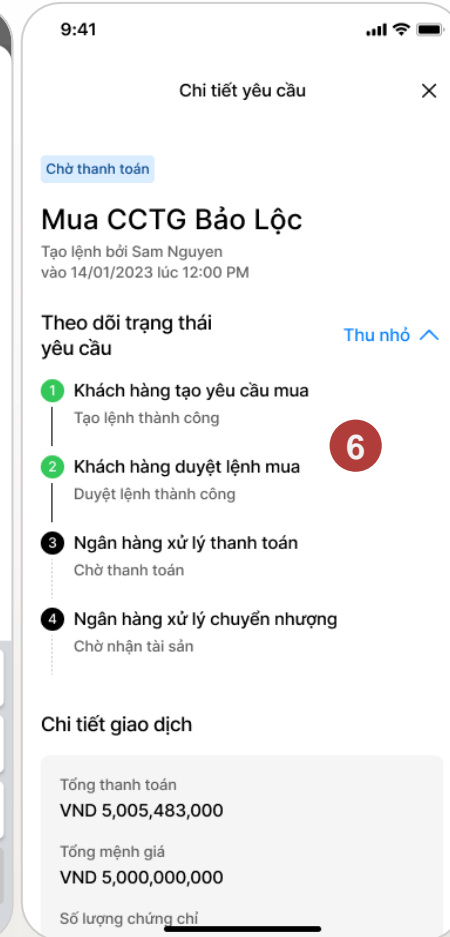 9:41
Chi tiết yêu cầu
Chờ thanh toán
Mua CCTG Bảo Lộc
Tạo lệnh bởi Sam Nguyen
vào 14/01/2023 lúc 12:00 PM
Theo dõi trạng thái
yêu cầu
Thu nhỏ
1 Khách hàng tạo yêu cầu mua
Tạo lệnh thành công
6
2 Khách hàng duyệt lệnh mua
Duyệt lệnh thành công
3 Ngân hàng xử lý thanh toán
Chờ thanh toán
4 Ngân hàng xử lý chuyển nhượng
Chờ nhận tài sản
Chi tiết giao dịch
Tổng thanh toán
VND 5,005,483,000
Tổng mệnh giá
VND 5,000,000,000
Số lượng chứng chỉ